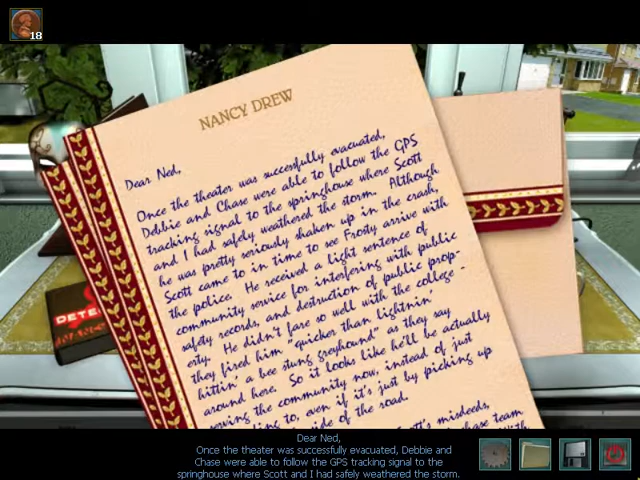 18
NANCY DREW
Dear Ned,
Once the theater was succesfully evacuated,
Debbie and Chase were able to follow the GPS
tracking signal to the springhouse where Scott
and I had safely weathered the storm. Although
he was pretty seriously shaken up in the crash,
Scott came to in time to see Frosty arrive with
the police. He received a light sentence of
community service for interfering with public
safety records, and destruction of public prop-
erty. He didn't fare so well with the college -
they fired him "quicker than lightnin
hittin' a bee stung greyhound" as they say
around here. So it looks like he'll be actually
serving the community now, instead of just
to, even if it's just by picking up
side of the road.
misdeeds,
team
DETE
Dear Ned,
Once the theater was successfully evacuated, Debbie and
Chase were able to follow the GPS tracking signal to the
springhouse where Scott and I had safely weathered the storm.